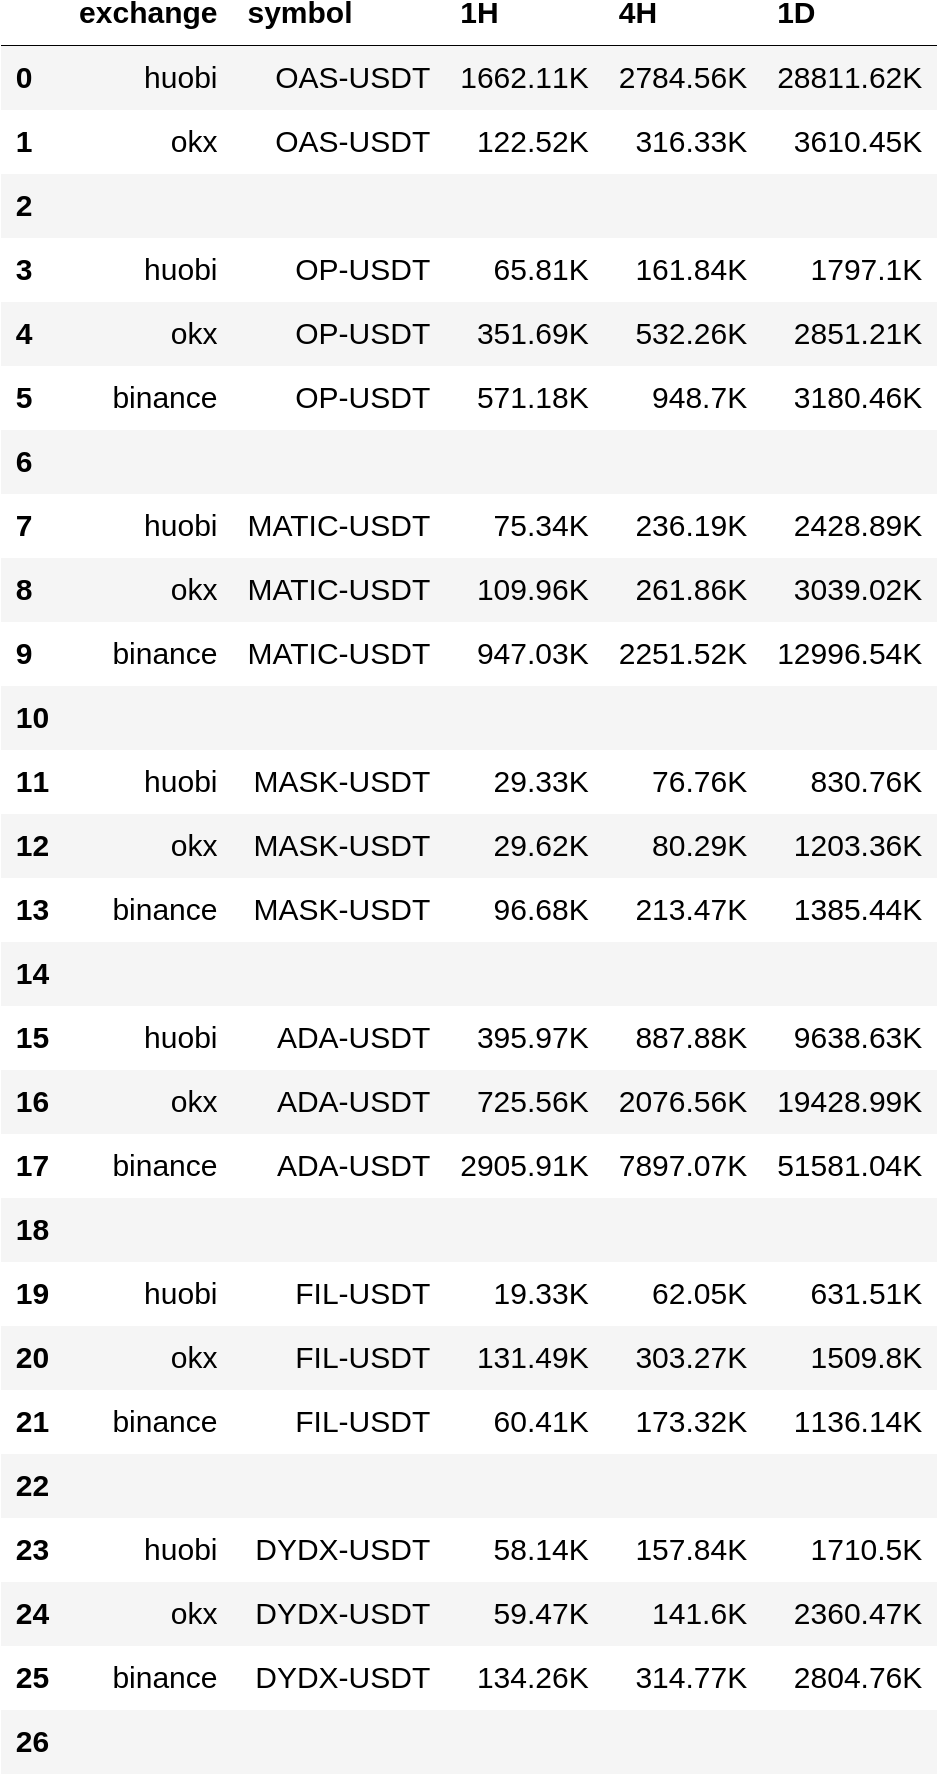 exchange symbol 1H 4H 1D
0 huobi OAS-USDT 1662.11K 2784.56K 28811.62K
1 okx OAS-USDT 122.52K 316.33K 3610.45K
2
3 huobi OP-USDT 65.81K 161.84K 1797.1K
4 okx OP-USDT 351.69K 532.26K 2851.21K
5 binance OP-USDT 571.18K 948.7K 3180.46K
6
7 huobi MATIC-USDT 75.34K 236.19K 2428.89K
8 okx MATIC-USDT 109.96K 261.86K 3039.02K
9 binance MATIC-USDT 947.03K 2251.52K 12996.54K
10
11 huobi MASK-USDT 29.33K 76.76K 830.76K
12 okx MASK-USDT 29.62K 80.29K 1203.36K
13 binance MASK-USDT 96.68K 213.47K 1385.44K
14
15 huobi ADA-USDT 395.97K 887.88K 9638.63K
16 okx ADA-USDT 725.56K 2076.56K 19428.99K
17 binance ADA-USDT 2905.91K 7897.07K 51581.04K
18
19 huobi FIL-USDT 19.33K 62.05K 631.51K
20 okx FIL-USDT 131.49K 303.27K 1509.8K
21 binance FIL-USDT 60.41K 173.32K 1136.14K
22
23 huobi DYDX-USDT 58.14K 157.84K 1710.5K
24 okx DYDX-USDT 59.47K 141.6K 2360.47K
25 binance DYDX-USDT 134.26K 314.77K 2804.76K
26